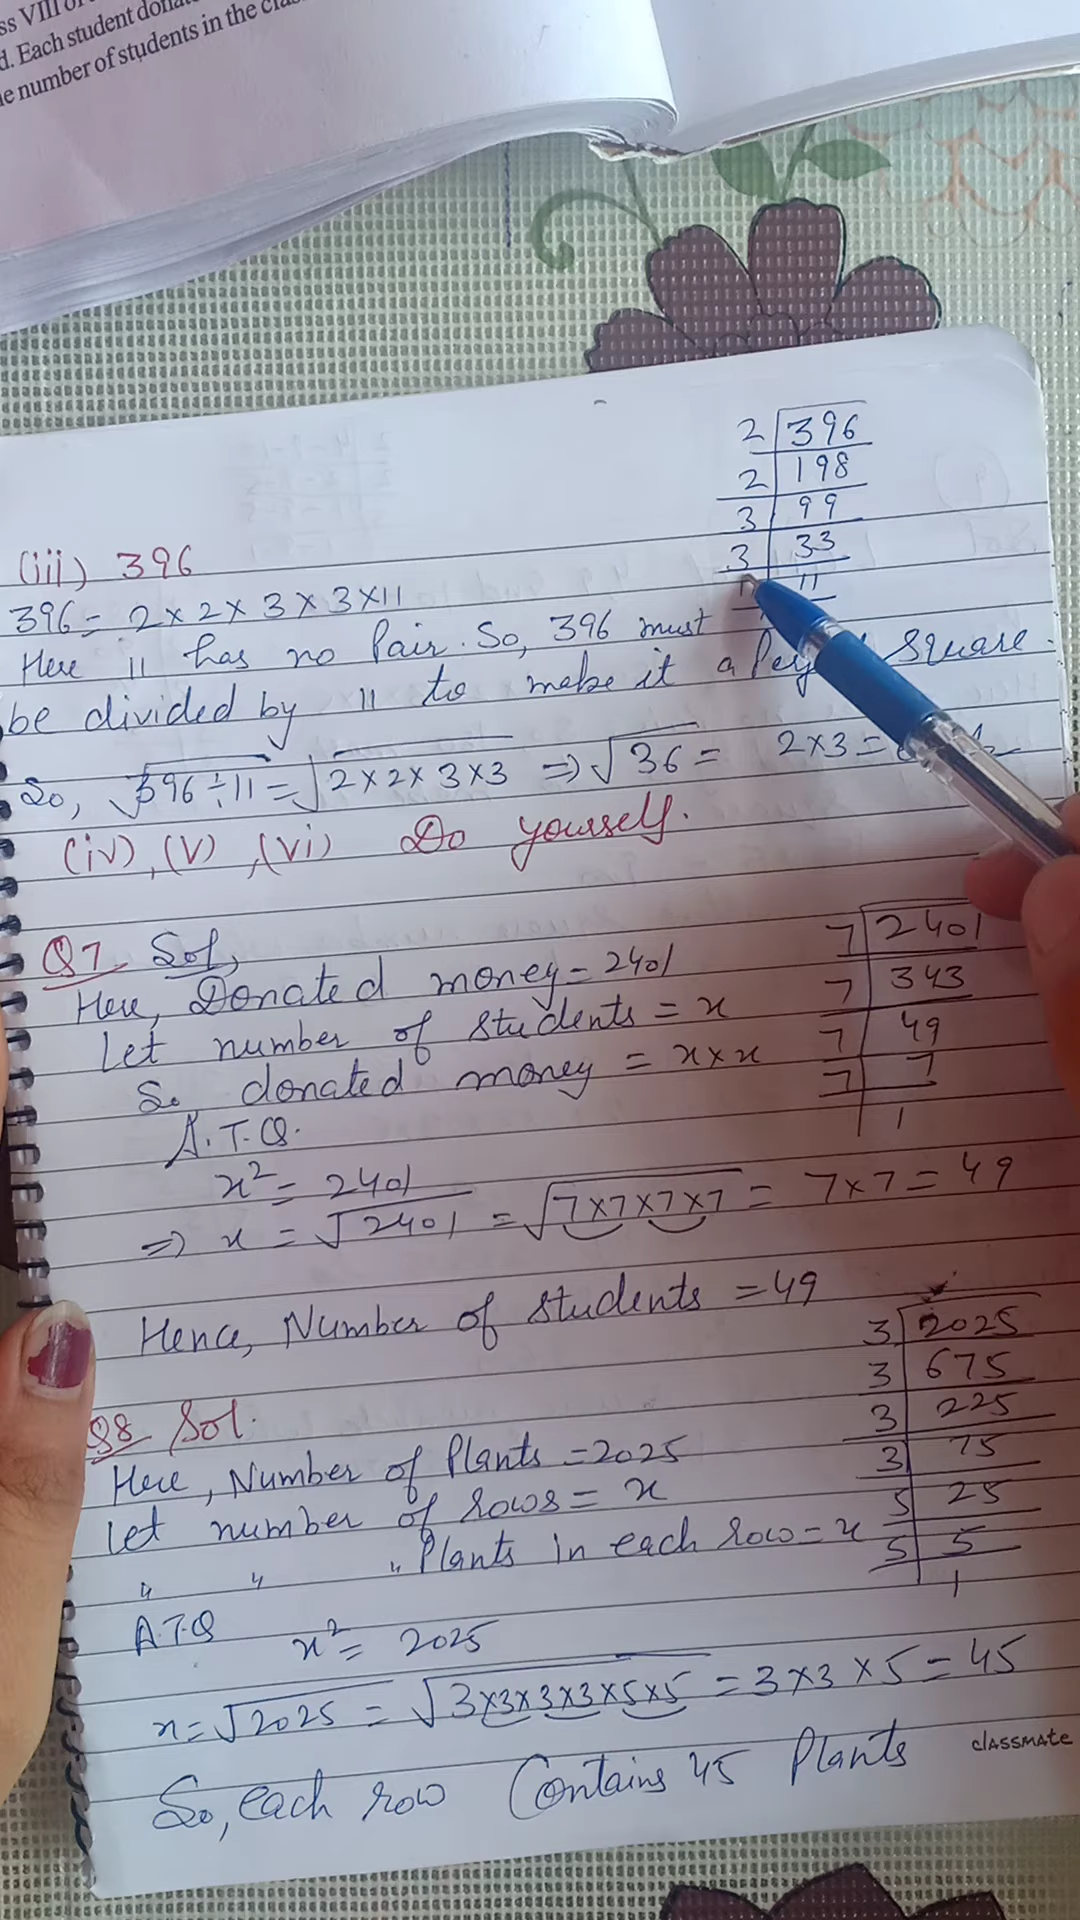 ss VIII of
d. Each student dona
e number of students in the cla
2 | 396
2 | 198
3 | 99
3 | 33
11
(iii) 396
396 = 2 × 2 × 3 × 3 × 11
Here 11 has no Pair. So, 396 must
be divided by 11 to make it a Square.
So, √396 ÷ 11 = √2 × 2 × 3 × 3 ⇒ √36 = 2 × 3 =
(iv), (v), (vi) Do yourself.
Q7 Sol,
Here, Donated money = 2401
Let number of students = x
So donated money = x × x
A.T.Q.
x² = 2401
⇒ x = √2401 = √7×7×7×7 = 7×7 = 49
Hence, Number of students = 49
7 | 2401
7 | 343
7 | 49
7 | 7
1
Q8 Sol.
Here, Number of Plants = 2025
Let number of rows = x
" " " Plants in each row = x
A.T.Q
x² = 2025
x = √2025 = √3×3×3×3×5×5 = 3 × 3 × 5 = 45
So, each row Contains 45 Plants
3 | 2025
3 | 675
3 | 225
3 | 75
5 | 25
5 | 5
1
classmate